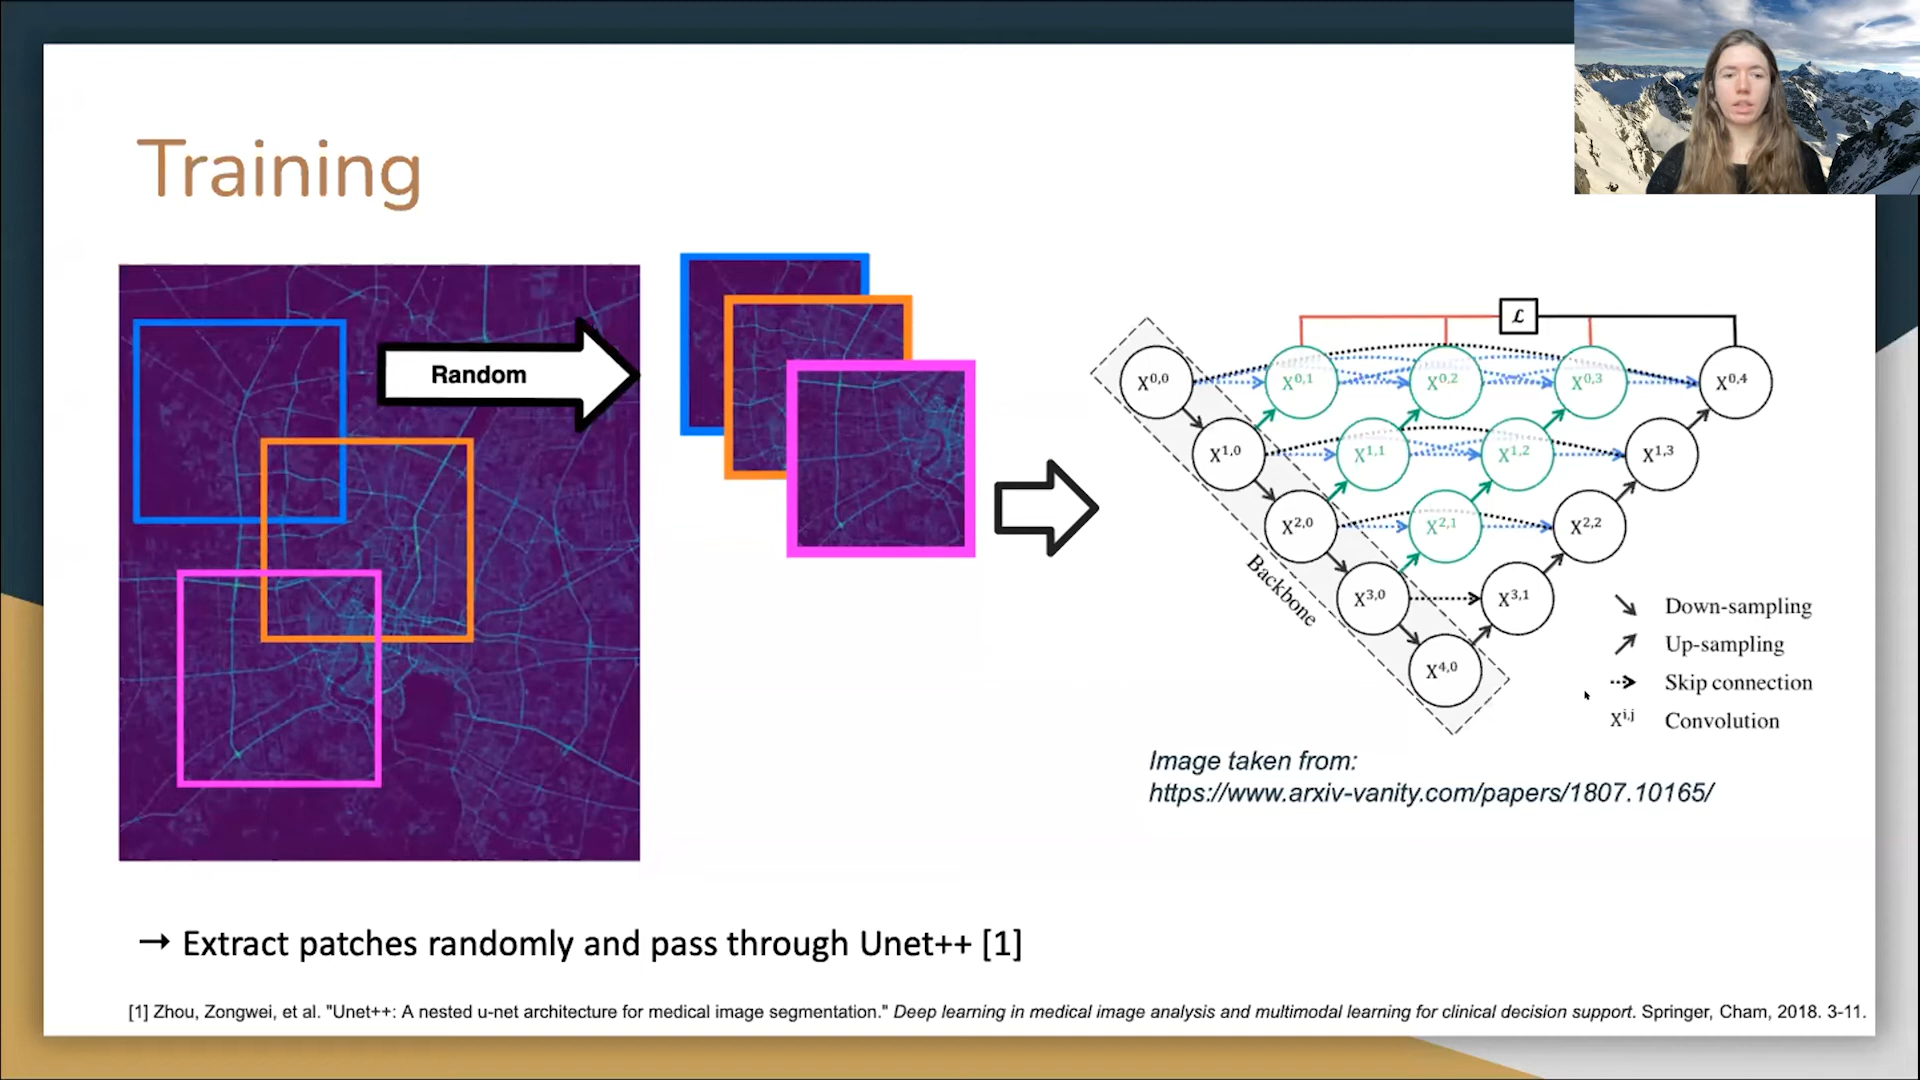 Training
Random
ℒ
X⁰,⁰ X⁰,¹ X⁰,² X⁰,³ X⁰,⁴
X¹,⁰ X¹,¹ X¹,² X¹,³
X²,⁰ X²,¹ X²,²
X³,⁰ X³,¹
X⁴,⁰
Backbone
Down-sampling
Up-sampling
Skip connection
Xⁱ,ʲ Convolution
Image taken from:
https://www.arxiv-vanity.com/papers/1807.10165/
→ Extract patches randomly and pass through Unet++ [1]
[1] Zhou, Zongwei, et al. "Unet++: A nested u-net architecture for medical image segmentation." Deep learning in medical image analysis and multimodal learning for clinical decision support. Springer, Cham, 2018. 3-11.